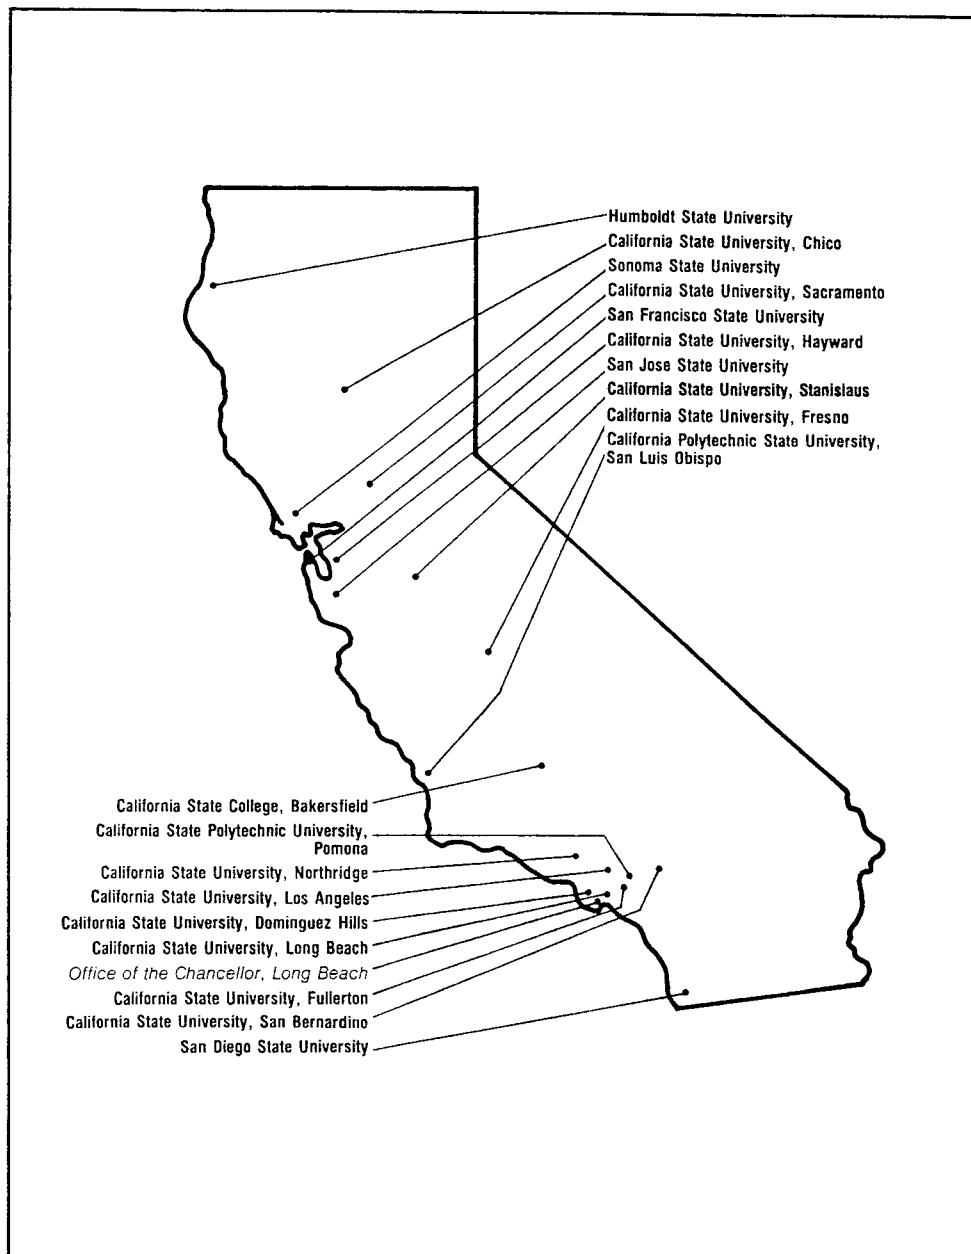 Humboldt State University
California State University, Chico
Sonoma State University
California State University, Sacramento
San Francisco State University
California State University, Hayward
San Jose State University
California State University, Stanislaus
California State University, Fresno
California Polytechnic State University,
San Luis Obispo
California State College, Bakersfield
California State Polytechnic University,
Pomona
California State University, Northridge
California State University, Los Angeles
California State University, Dominguez Hills
California State University, Long Beach
Office of the Chancellor, Long Beach
California State University, Fullerton
California State University, San Bernardino
San Diego State University